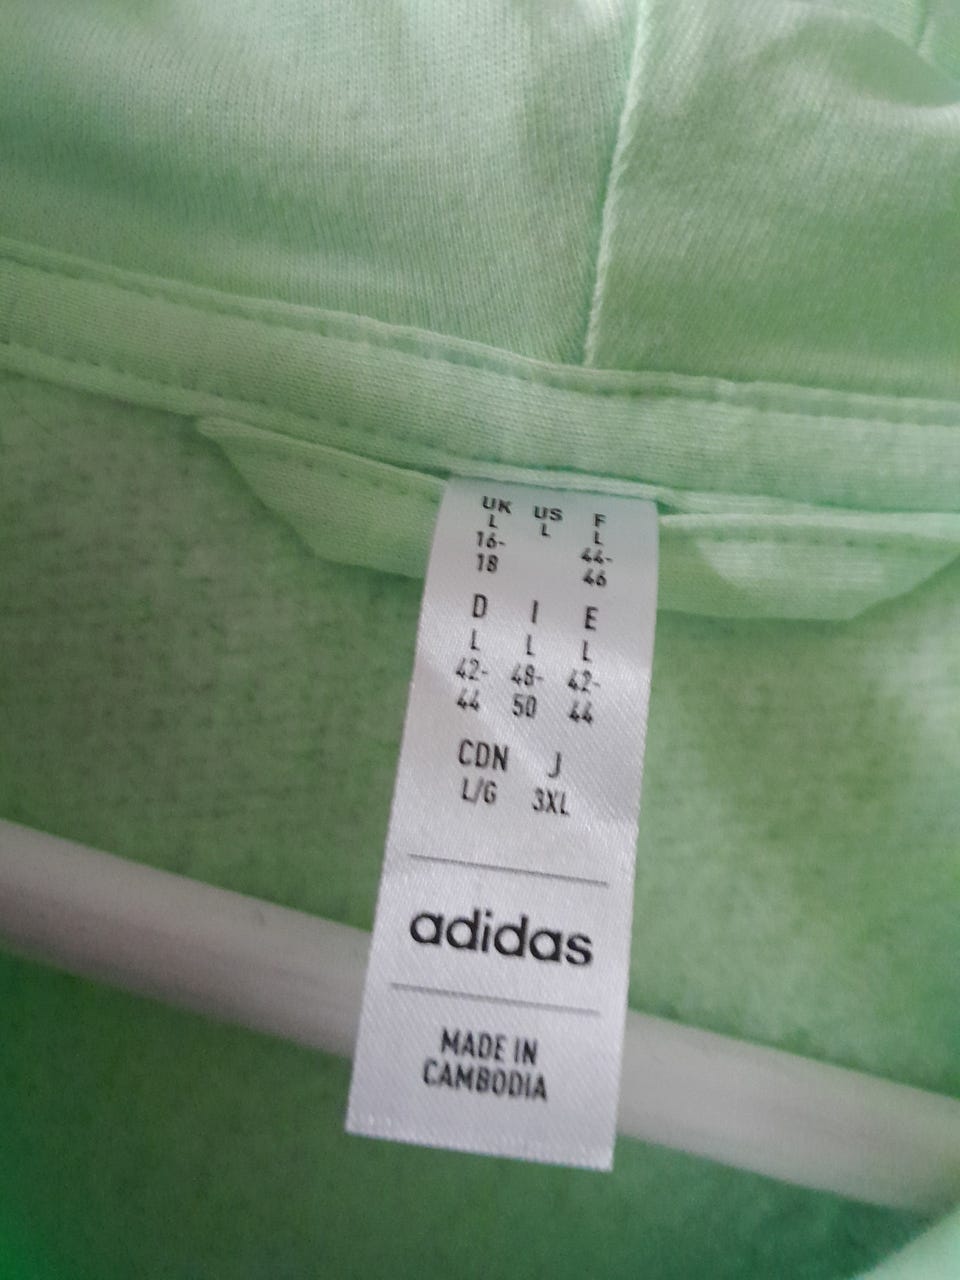 UK US F
L L L
16- 44-
18 46
D I E
L L L
42- 48- 42-
44 50 44
CDN J
L/G 3XL
adidas
MADE IN
CAMBODIA